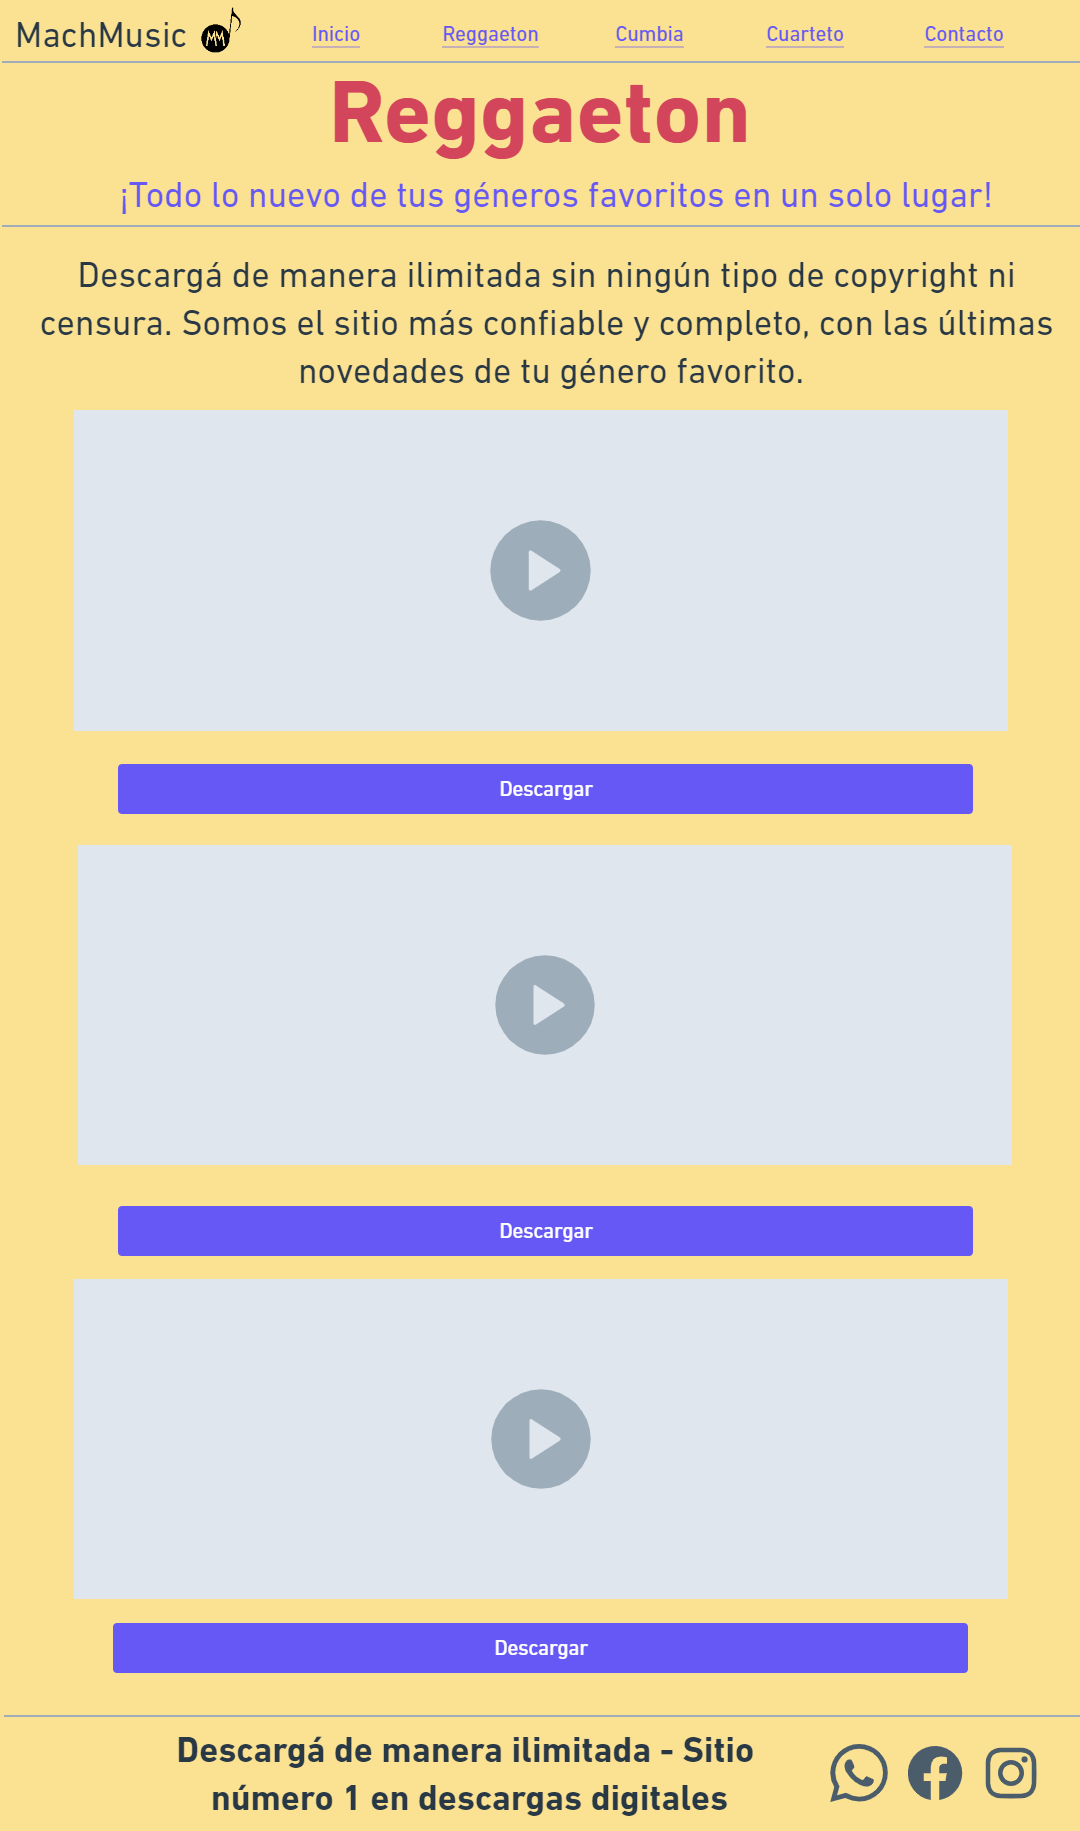 MachMusic MM Inicio Reggaeton Cumbia Cuarteto Contacto
Reggaeton
¡Todo lo nuevo de tus géneros favoritos en un solo lugar!
Descargá de manera ilimitada sin ningún tipo de copyright ni
censura. Somos el sitio más confiable y completo, con las últimas
novedades de tu género favorito.
Descargar
Descargar
Descargar
Descargá de manera ilimitada - Sitio
número 1 en descargas digitales